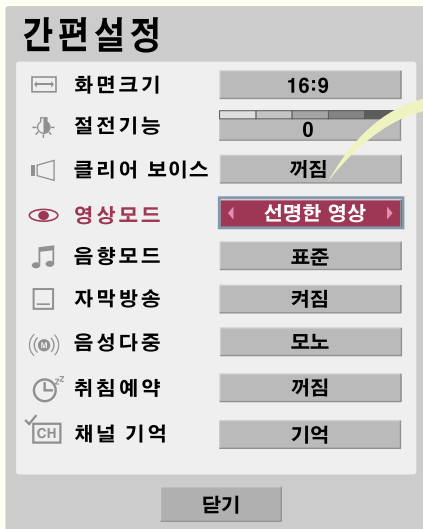 간편설정
화면크기 16:9
절전기능 0
클리어 보이스 꺼짐
영상모드 선명한 영상
음향모드 표준
자막방송 켜짐
((M)) 음성다중 모노
zz 취침예약 꺼짐
CH 채널 기억 기억
닫기